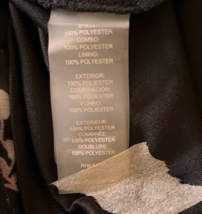 100% POLYESTER
COMBO:
100% POLYESTER
LINING:
100% POLYESTER
EXTERIOR:
100% POLYESTER
COMBINACIÓN:
100% POLYESTER
FORRO:
100% POLYESTER
EXTÉRIEUR:
100% POLYESTER
COMBINÉE:
100% POLYESTER
DOUBLURE:
100% POLYESTER